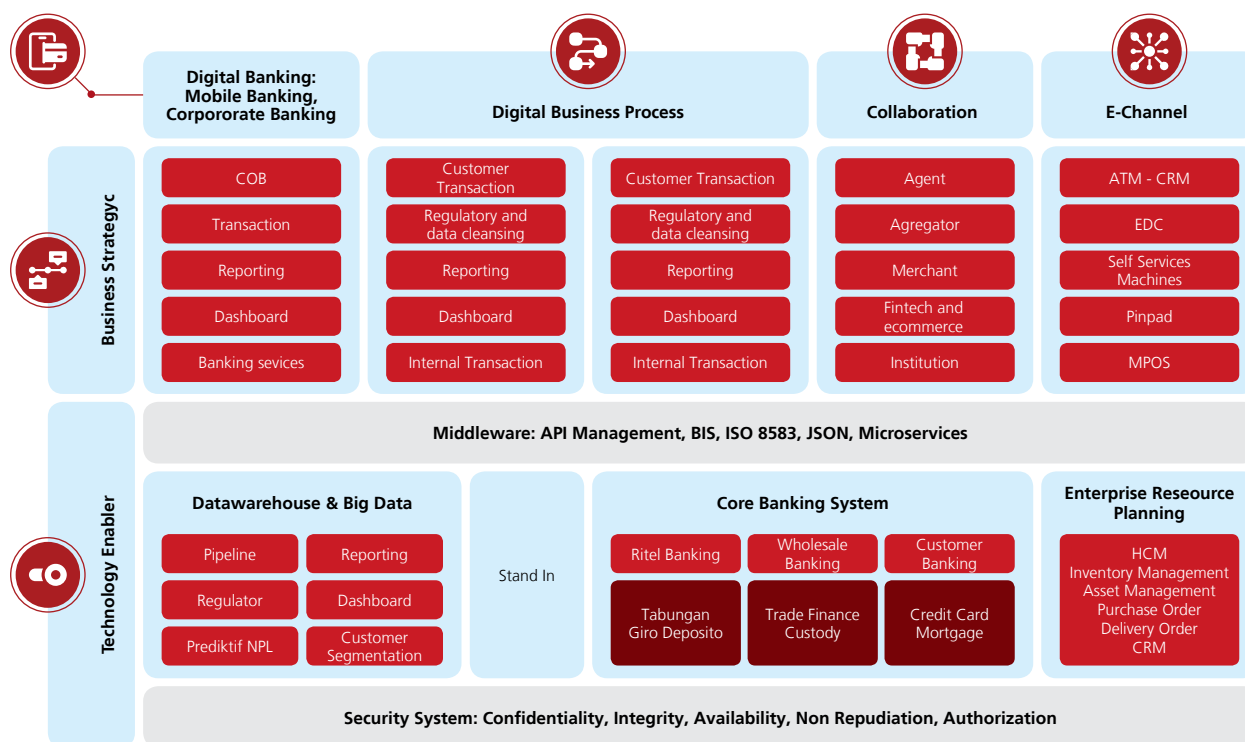 Digital Banking:
Mobile Banking,
Corpororate Banking
Digital Business Process
Collaboration
E-Channel
Business Strategyc
COB
Transaction
Reporting
Dashboard
Banking sevices
Customer
Transaction
Regulatory and
data cleansing
Reporting
Dashboard
Internal Transaction
Customer Transaction
Regulatory and
data cleansing
Reporting
Dashboard
Internal Transaction
Agent
Agregator
Merchant
Fintech and
ecommerce
Institution
ATM - CRM
EDC
Self Services
Machines
Pinpad
MPOS
Technology Enabler
Middleware: API Management, BIS, ISO 8583, JSON, Microservices
Datawarehouse & Big Data
Pipeline
Reporting
Regulator
Dashboard
Prediktif NPL
Customer
Segmentation
Stand In
Core Banking System
Ritel Banking
Wholesale
Banking
Customer
Banking
Tabungan
Giro Deposito
Trade Finance
Custody
Credit Card
Mortgage
Enterprise Reseource
Planning
HCM
Inventory Management
Asset Management
Purchase Order
Delivery Order
CRM
Security System: Confidentiality, Integrity, Availability, Non Repudiation, Authorization